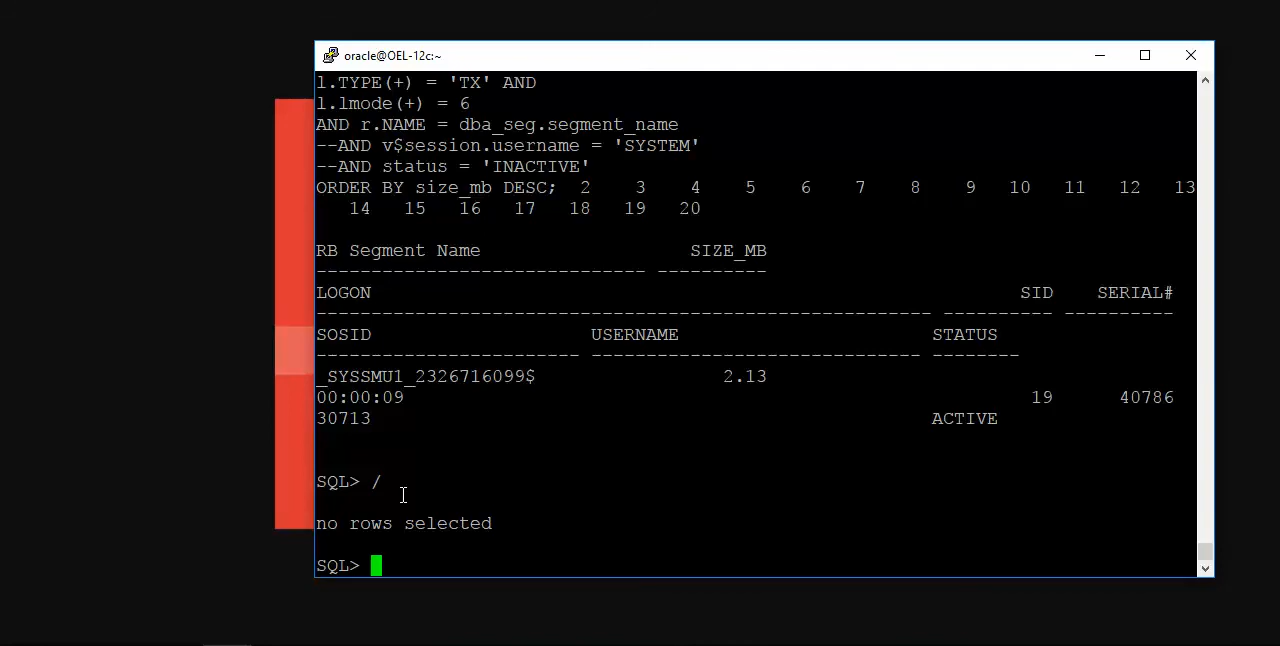 oracle@OEL-12c:~
l.TYPE(+) = 'TX' AND
l.lmode(+) = 6
AND r.NAME = dba_seg.segment_name
--AND v$session.username = 'SYSTEM'
--AND status = 'INACTIVE'
ORDER BY size_mb DESC;  2    3    4    5    6    7    8    9   10   11   12   13
   14   15   16   17   18   19   20
RB Segment Name                   SIZE_MB
------------------------------ ----------
LOGON                                                           SID    SERIAL#
-------------------------------------------------------- ---------- ----------
SOSID                    USERNAME                       STATUS
------------------------ ------------------------------ --------
_SYSSMU1_2326716099$                 2.13
00:00:09                                                         19      40786
30713                                                   ACTIVE
SQL> /
no rows selected
SQL>